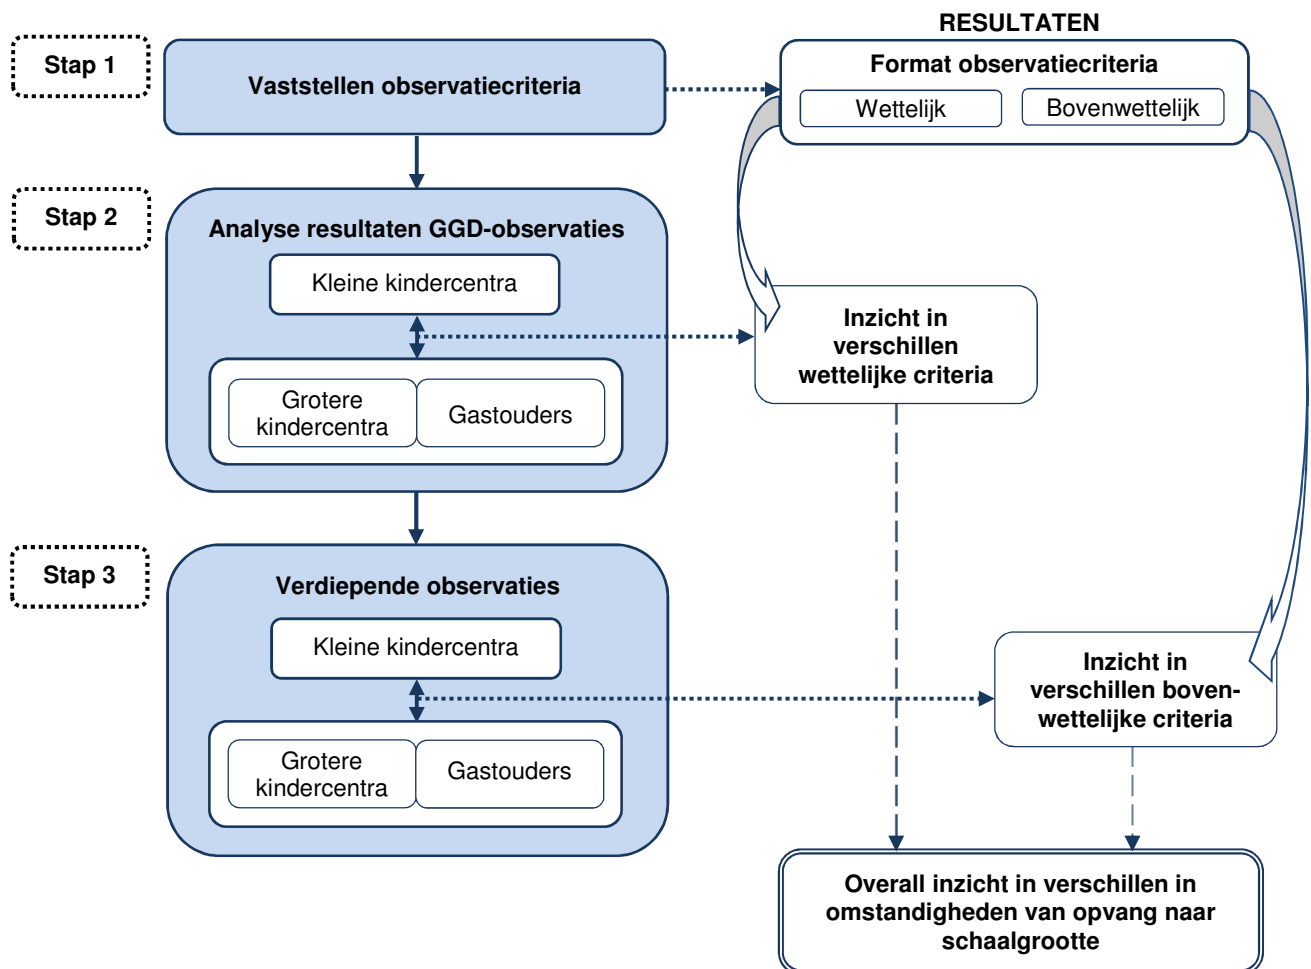 RESULTATEN
Stap 1
Vaststellen observatiecriteria
Format observatiecriteria
Wettelijk
Bovenwettelijk
Stap 2
Analyse resultaten GGD-observaties
Kleine kindercentra
Grotere
kindercentra
Gastouders
Inzicht in
verschillen
wettelijke criteria
Stap 3
Verdiepende observaties
Kleine kindercentra
Grotere
kindercentra
Gastouders
Inzicht in
verschillen boven-
wettelijke criteria
Overall inzicht in verschillen in
omstandigheden van opvang naar
schaalgrootte